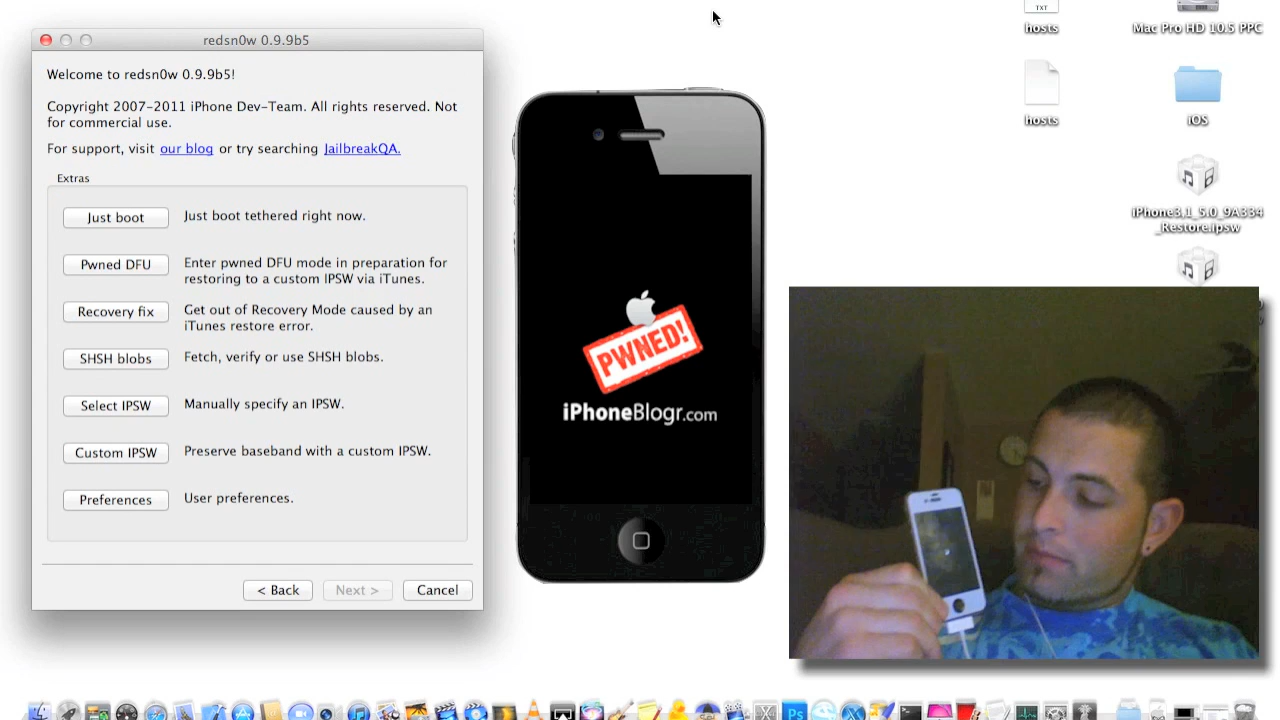 redsn0w 0.9.9b5
Welcome to redsn0w 0.9.9b5!
Copyright 2007-2011 iPhone Dev-Team. All rights reserved. Not
for commercial use.
For support, visit our blog or try searching JailbreakQA.
Extras
Just boot
Just boot tethered right now.
Pwned DFU
Enter pwned DFU mode in preparation for
restoring to a custom IPSW via iTunes.
Recovery fix
Get out of Recovery Mode caused by an
iTunes restore error.
SHSH blobs
Fetch, verify or use SHSH blobs.
Select IPSW
Manually specify an IPSW.
Custom IPSW
Preserve baseband with a custom IPSW.
Preferences
User preferences.
< Back
Next >
Cancel
PWNED!
iPhoneBlogr.com
TXT
hosts
Mac Pro HD 10.5 PPC
hosts
iOS
iPhone3,1_5.0_9A334
_Restore.ipsw
Ps